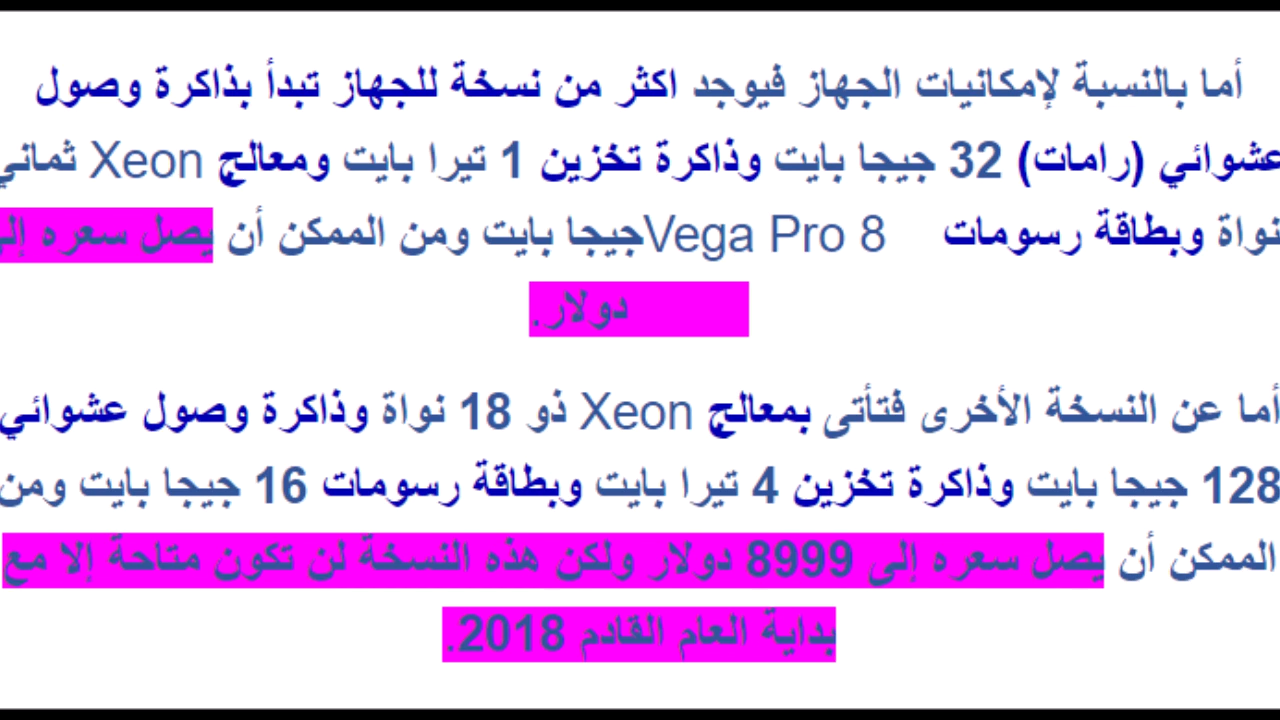 أما بالنسبة لإمكانيات الجهاز فيوجد اكثر من نسخة للجهاز تبدأ بذاكرة وصول
عشوائي (رامات) 32 جيجا بايت وذاكرة تخزين 1 تيرا بايت ومعالج Xeon ثماني
نواة وبطاقة رسومات Vega Pro 8جيجا بايت ومن الممكن أن يصل سعره إلى
دولار.
أما عن النسخة الأخرى فتأتى بمعالج Xeon ذو 18 نواة وذاكرة وصول عشوائي
128 جيجا بايت وذاكرة تخزين 4 تيرا بايت وبطاقة رسومات 16 جيجا بايت ومن
الممكن أن يصل سعره إلى 8999 دولار ولكن هذه النسخة لن تكون متاحة إلا مع
بداية العام القادم 2018.